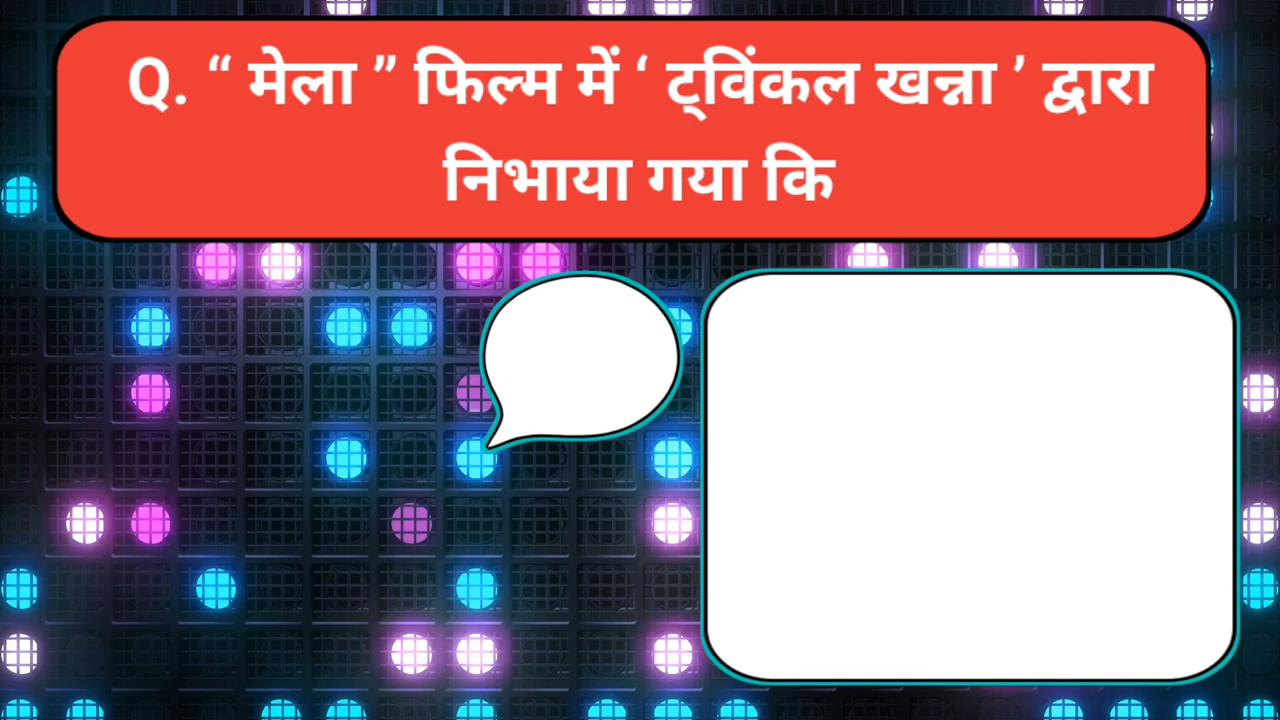 Q. “ मेला ” फिल्म में ‘ ट्विंकल खन्ना ’ द्वारा
निभाया गया कि